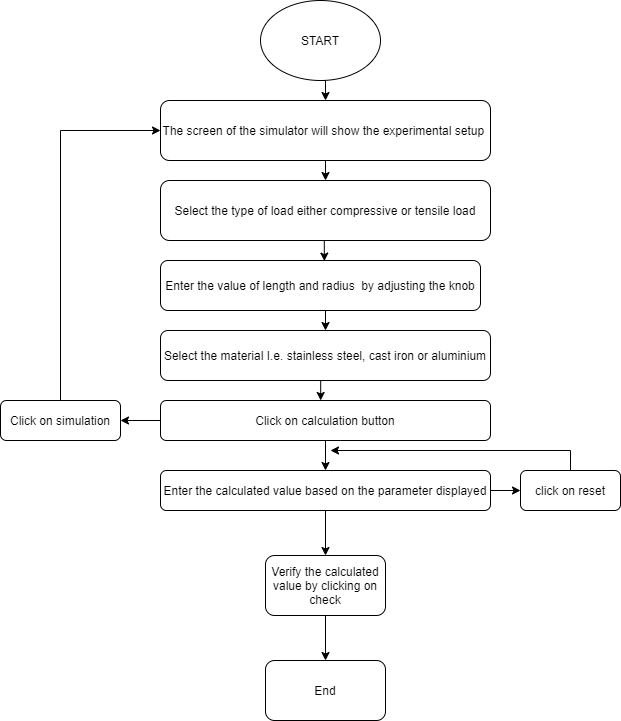 START
The screen of the simulator will show the experimental setup
Select the type of load either compressive or tensile load
Enter the value of length and radius  by adjusting the knob
Select the material I.e. stainless steel, cast iron or aluminium
Click on simulation
Click on calculation button
Enter the calculated value based on the parameter displayed
click on reset
Verify the calculated
value by clicking on
check
End